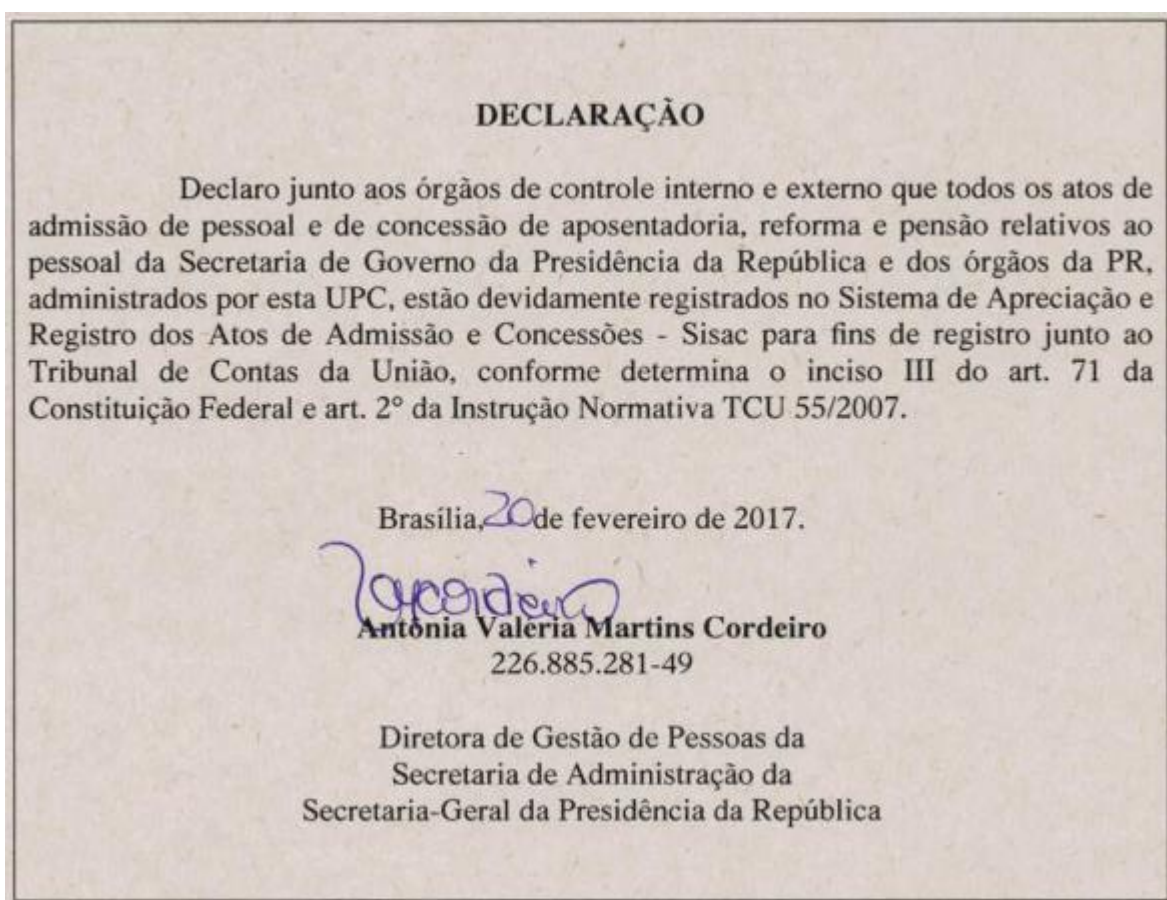 DECLARAÇÃO
Declaro junto aos órgãos de controle interno e externo que todos os atos de
admissão de pessoal e de concessão de aposentadoria, reforma e pensão relativos ao
pessoal da Secretaria de Governo da Presidência da República e dos órgãos da PR,
administrados por esta UPC, estão devidamente registrados no Sistema de Apreciação e
Registro dos Atos de Admissão e Concessões - Sisac para fins de registro junto ao
Tribunal de Contas da União, conforme determina o inciso III do art. 71 da
Constituição Federal e art. 2° da Instrução Normativa TCU 55/2007.
Brasília, 20 de fevereiro de 2017.
Antônia Valéria Martins Cordeiro
226.885.281-49
Diretora de Gestão de Pessoas da
Secretaria de Administração da
Secretaria-Geral da Presidência da República